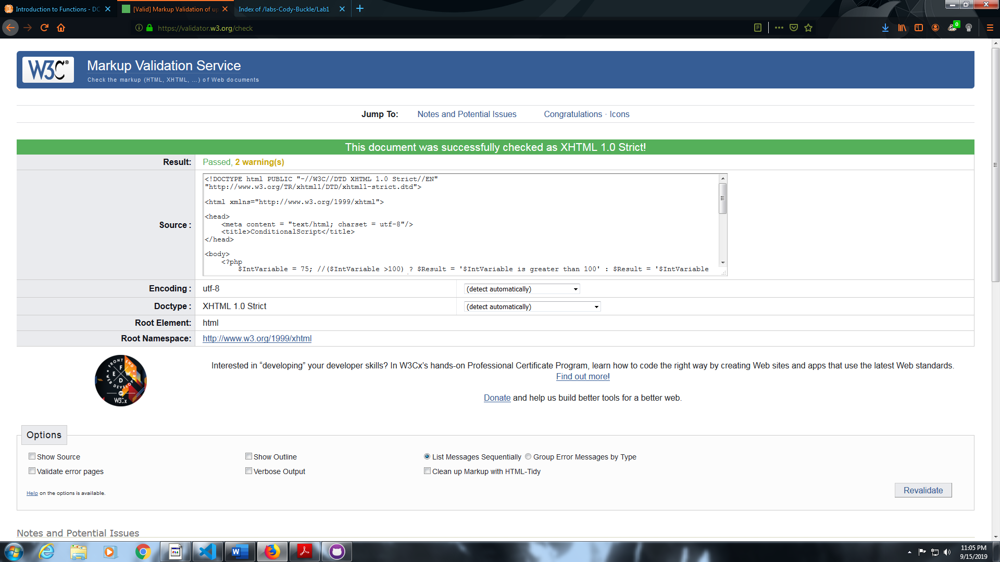 Introduction to Functions - DC
[Valid] Markup Validation of up
Index of /labs-Cody-Buckle/Lab1
https://validator.w3.org/check
0
W3C®
Markup Validation Service
Check the markup (HTML, XHTML, …) of Web documents
Jump To: Notes and Potential Issues Congratulations · Icons
This document was successfully checked as XHTML 1.0 Strict!
Result: Passed, 2 warning(s)
Source :
<!DOCTYPE html PUBLIC "-//W3C//DTD XHTML 1.0 Strict//EN"
"http://www.w3.org/TR/xhtml1/DTD/xhtml1-strict.dtd">
<html xmlns="http://www.w3.org/1999/xhtml">
<head>
<meta content = "text/html; charset = utf-8"/>
<title>ConditionalScript</title>
</head>
<body>
<?php
$IntVariable = 75; //($IntVariable >100) ? $Result = '$IntVariable is greater than 100' : $Result = '$IntVariable
Encoding : utf-8 (detect automatically)
Doctype : XHTML 1.0 Strict (detect automatically)
Root Element: html
Root Namespace: http://www.w3.org/1999/xhtml
FRONT END WEB DEVELOPER
F E W D
BY W3Cx
Interested in “developing” your developer skills? In W3Cx’s hands-on Professional Certificate Program, learn how to code the right way by creating Web sites and apps that use the latest Web standards.
Find out more!
Donate and help us build better tools for a better web.
Options
Show Source Show Outline List Messages Sequentially Group Error Messages by Type
Validate error pages Verbose Output Clean up Markup with HTML-Tidy
Help on the options is available.
Revalidate
Notes and Potential Issues
11:05 PM
9/15/2019